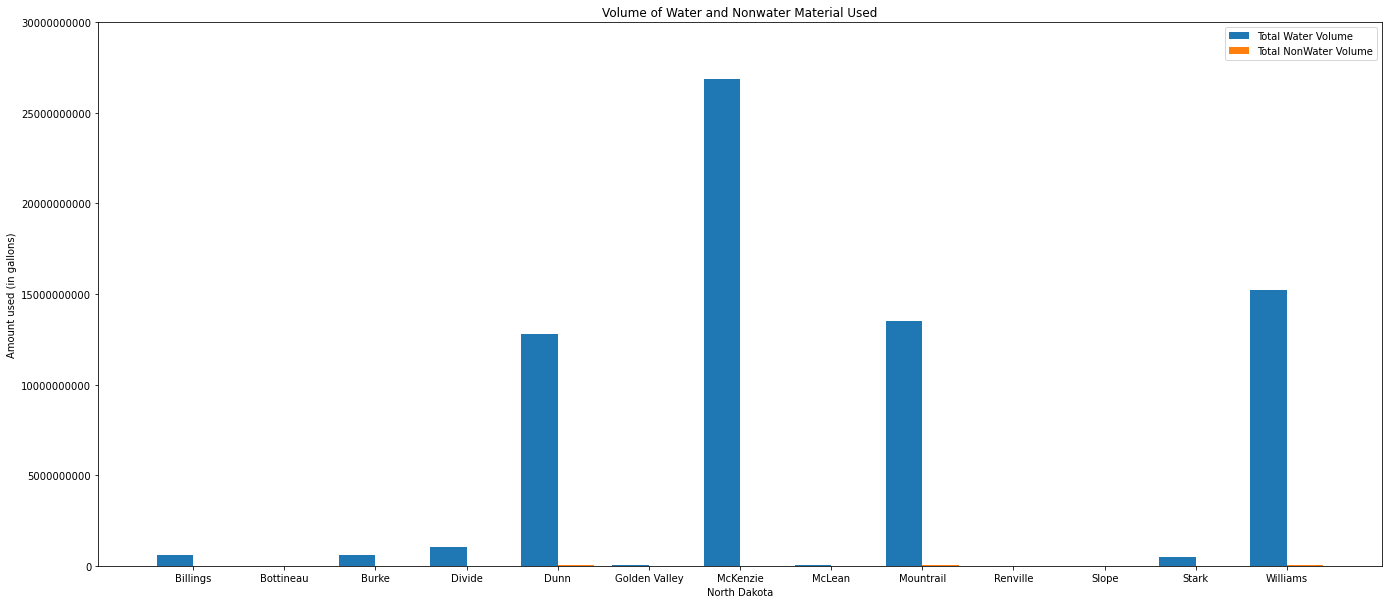 Volume of Water and Nonwater Material Used
Total Water Volume
Total NonWater Volume
Amount used (in gallons)
30000000000
25000000000
20000000000
15000000000
10000000000
5000000000
0
Billings Bottineau Burke Divide Dunn Golden Valley McKenzie McLean Mountrail Renville Slope Stark Williams
North Dakota